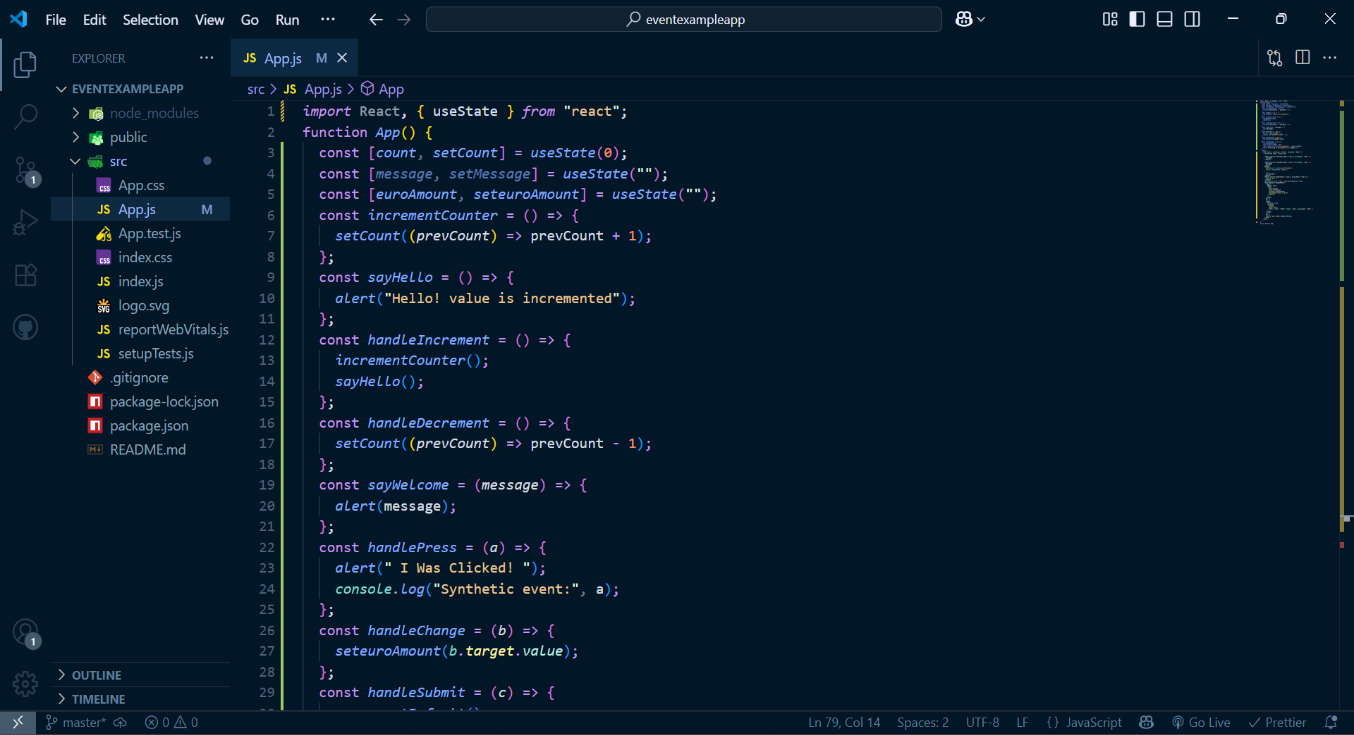 File Edit Selection View Go Run ··· eventexampleapp
EXPLORER ···
EVENTEXAMPLEAPP
node_modules
public
src
App.css
App.js M
App.test.js
index.css
index.js
logo.svg
reportWebVitals.js
setupTests.js
.gitignore
package-lock.json
package.json
README.md
OUTLINE
TIMELINE
1
1
JS App.js M
src > JS App.js > App
1 import React, { useState } from "react";
2 function App() {
3 const [count, setCount] = useState(0);
4 const [message, setMessage] = useState("");
5 const [euroAmount, seteuroAmount] = useState("");
6 const incrementCounter = () => {
7 setCount((prevCount) => prevCount + 1);
8 };
9 const sayHello = () => {
10 alert("Hello! value is incremented");
11 };
12 const handleIncrement = () => {
13 incrementCounter();
14 sayHello();
15 };
16 const handleDecrement = () => {
17 setCount((prevCount) => prevCount - 1);
18 };
19 const sayWelcome = (message) => {
20 alert(message);
21 };
22 const handlePress = (a) => {
23 alert(" I Was Clicked! ");
24 console.log("Synthetic event:", a);
25 };
26 const handleChange = (b) => {
27 seteuroAmount(b.target.value);
28 };
29 const handleSubmit = (c) => {
master* 0 0 Ln 79, Col 14 Spaces: 2 UTF-8 LF {} JavaScript Go Live Prettier